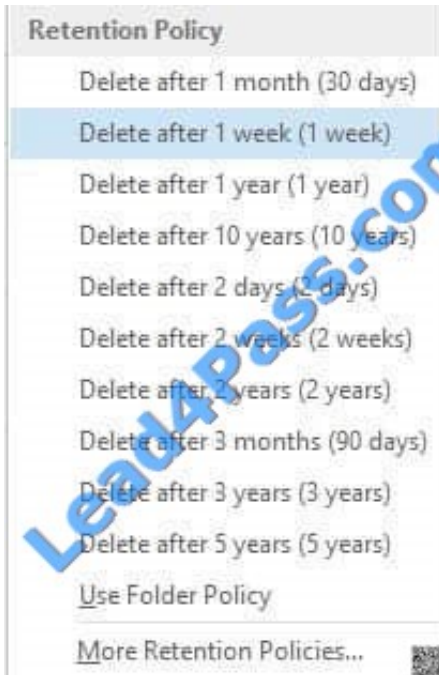 Retention Policy
Delete after 1 month (30 days)
Delete after 1 week (1 week)
Delete after 1 year (1 year)
Delete after 10 years (10 years)
Delete after 2 days (2 days)
Delete after 2 weeks (2 weeks)
Delete after 2 years (2 years)
Delete after 3 months (90 days)
Delete after 3 years (3 years)
Delete after 5 years (5 years)
Use Folder Policy
More Retention Policies...
Lead4Pass.com